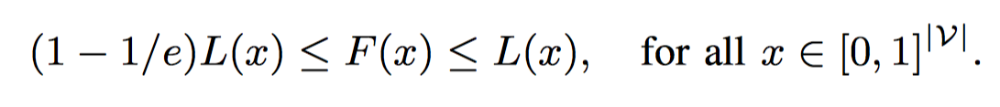 (1 − 1/e)L(x) ≤ F(x) ≤ L(x), for all x ∈ [0, 1]^{|𝒱|}.